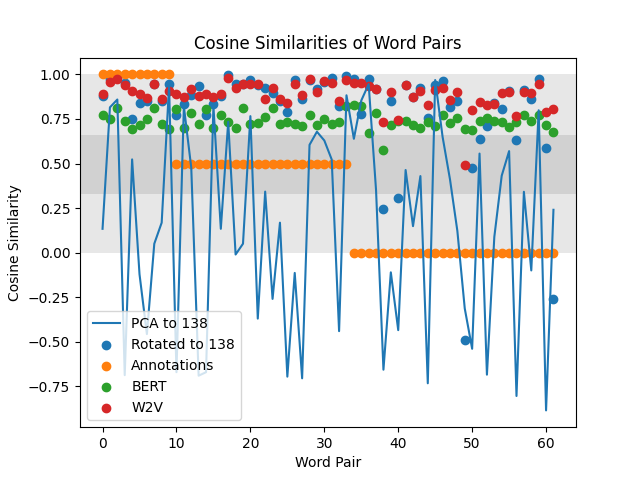 Cosine Similarities of Word Pairs
1.00
0.75
0.50
0.25
0.00
−0.25
−0.50
−0.75
Cosine Similarity
PCA to 138
Rotated to 138
Annotations
BERT
W2V
0 10 20 30 40 50 60
Word Pair